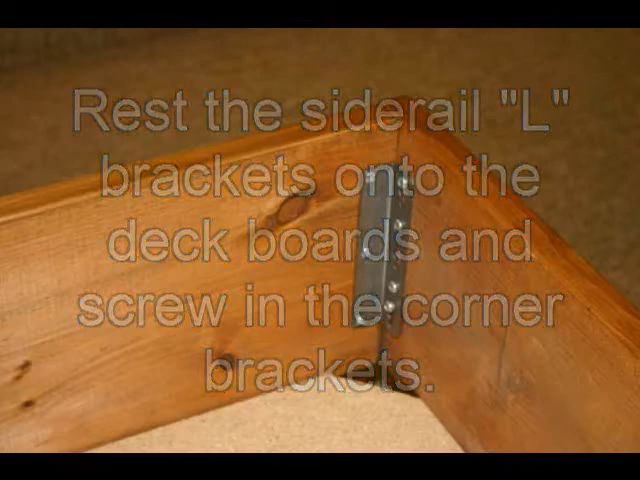 Rest the siderail "L"
brackets onto the
deck boards and
screw in the corner
brackets.